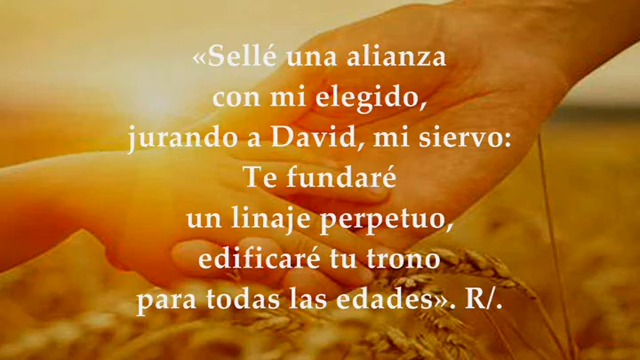 «Sellé una alianza
con mi elegido,
jurando a David, mi siervo:
Te fundaré
un linaje perpetuo,
edificaré tu trono
para todas las edades». R/.